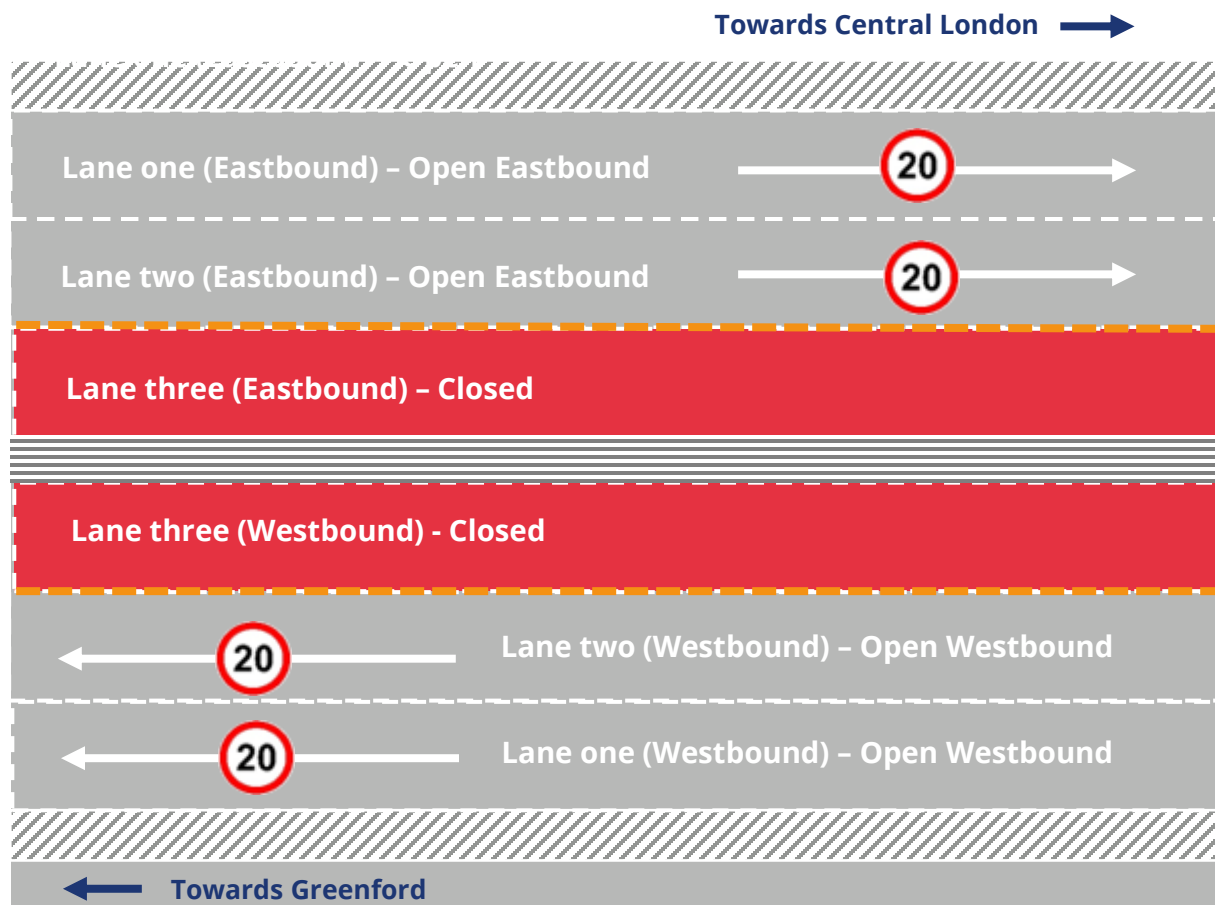 Towards Central London
Lane one (Eastbound) – Open Eastbound
20
Lane two (Eastbound) – Open Eastbound
20
Lane three (Eastbound) – Closed
Lane three (Westbound) - Closed
20
Lane two (Westbound) – Open Westbound
20
Lane one (Westbound) – Open Westbound
Towards Greenford